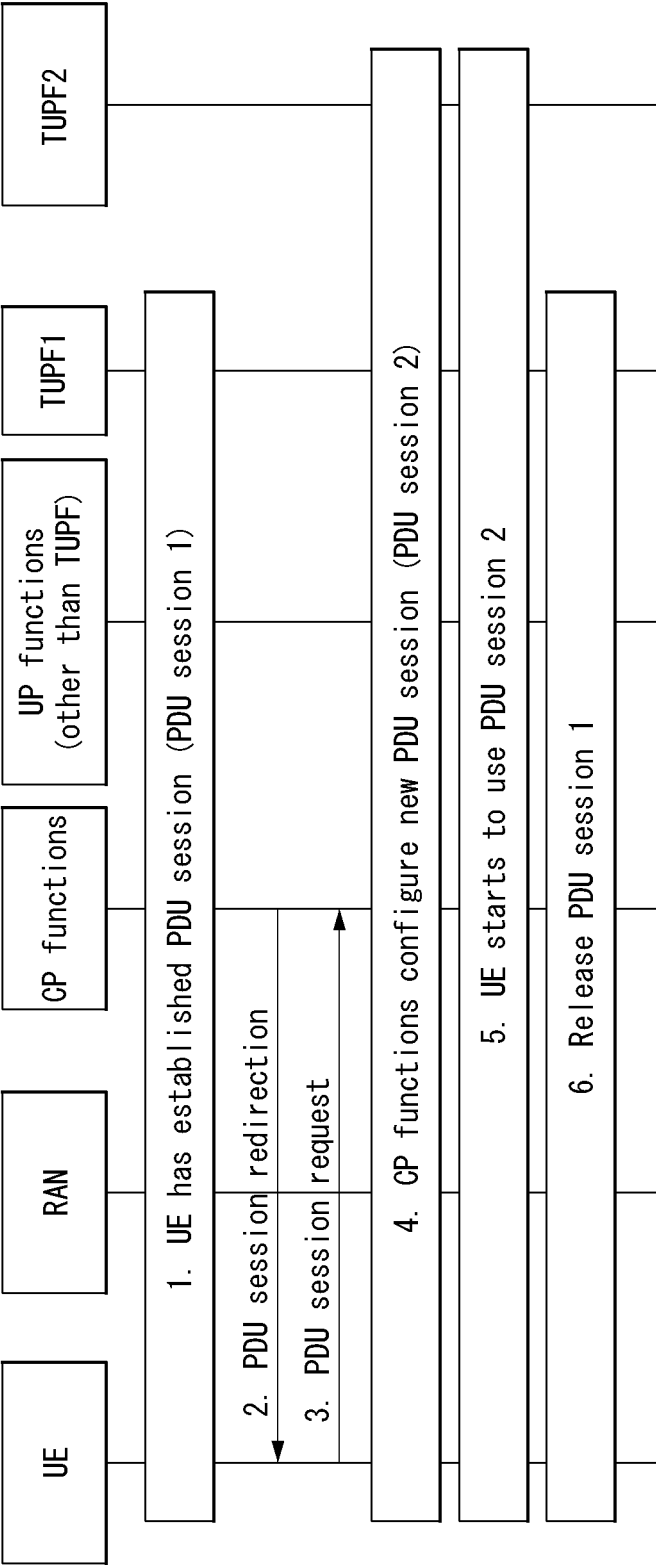 UE
RAN
CP functions
UP functions
(other than TUPF)
TUPF1
TUPF2
1. UE has established PDU session (PDU session 1)
2. PDU session redirection
3. PDU session request
4. CP functions configure new PDU session (PDU session 2)
5. UE starts to use PDU session 2
6. Release PDU session 1